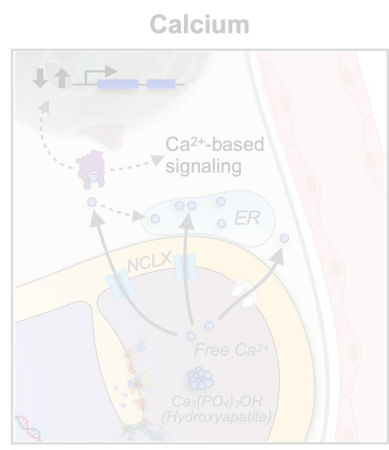 Calcium
Ca²⁺-based
signaling
ER
NCLX
Free Ca²⁺
Ca₅(PO₄)₃OH
(Hydroxyapatite)